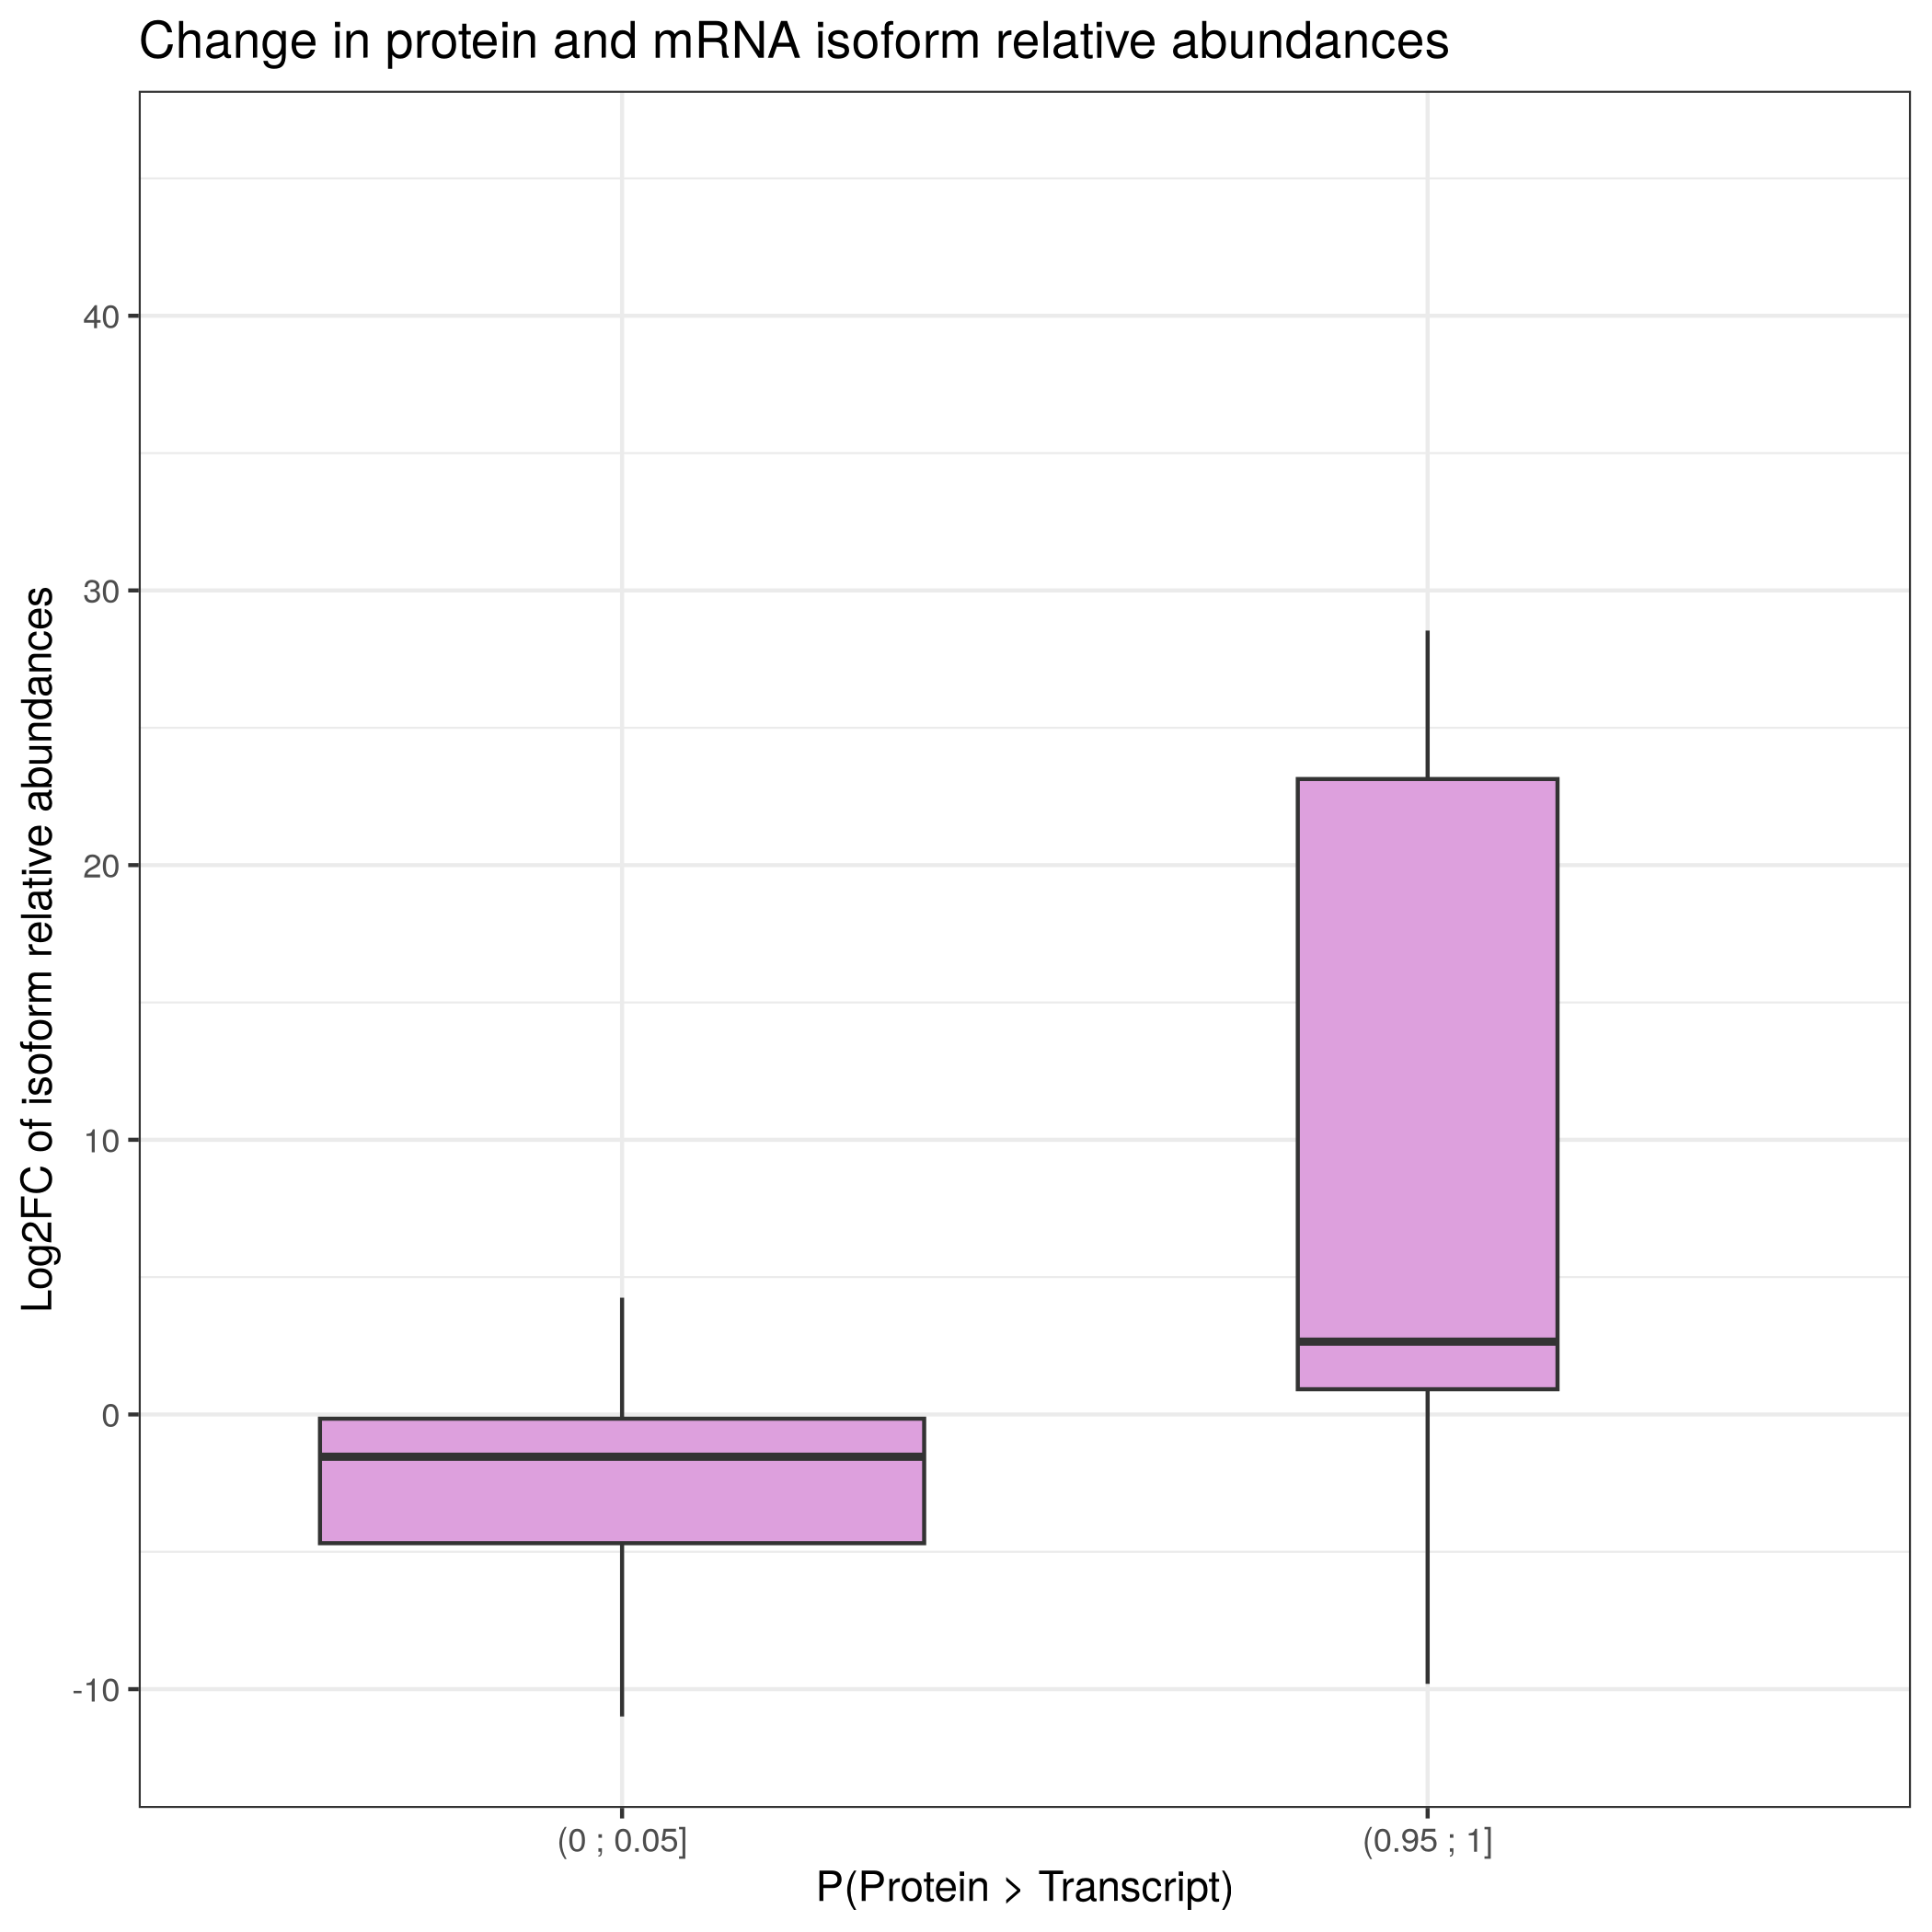 Change in protein and mRNA isoform relative abundances
Log2FC of isoform relative abundances
40
30
20
10
0
-10
(0 ; 0.05]
(0.95 ; 1]
P(Protein > Transcript)